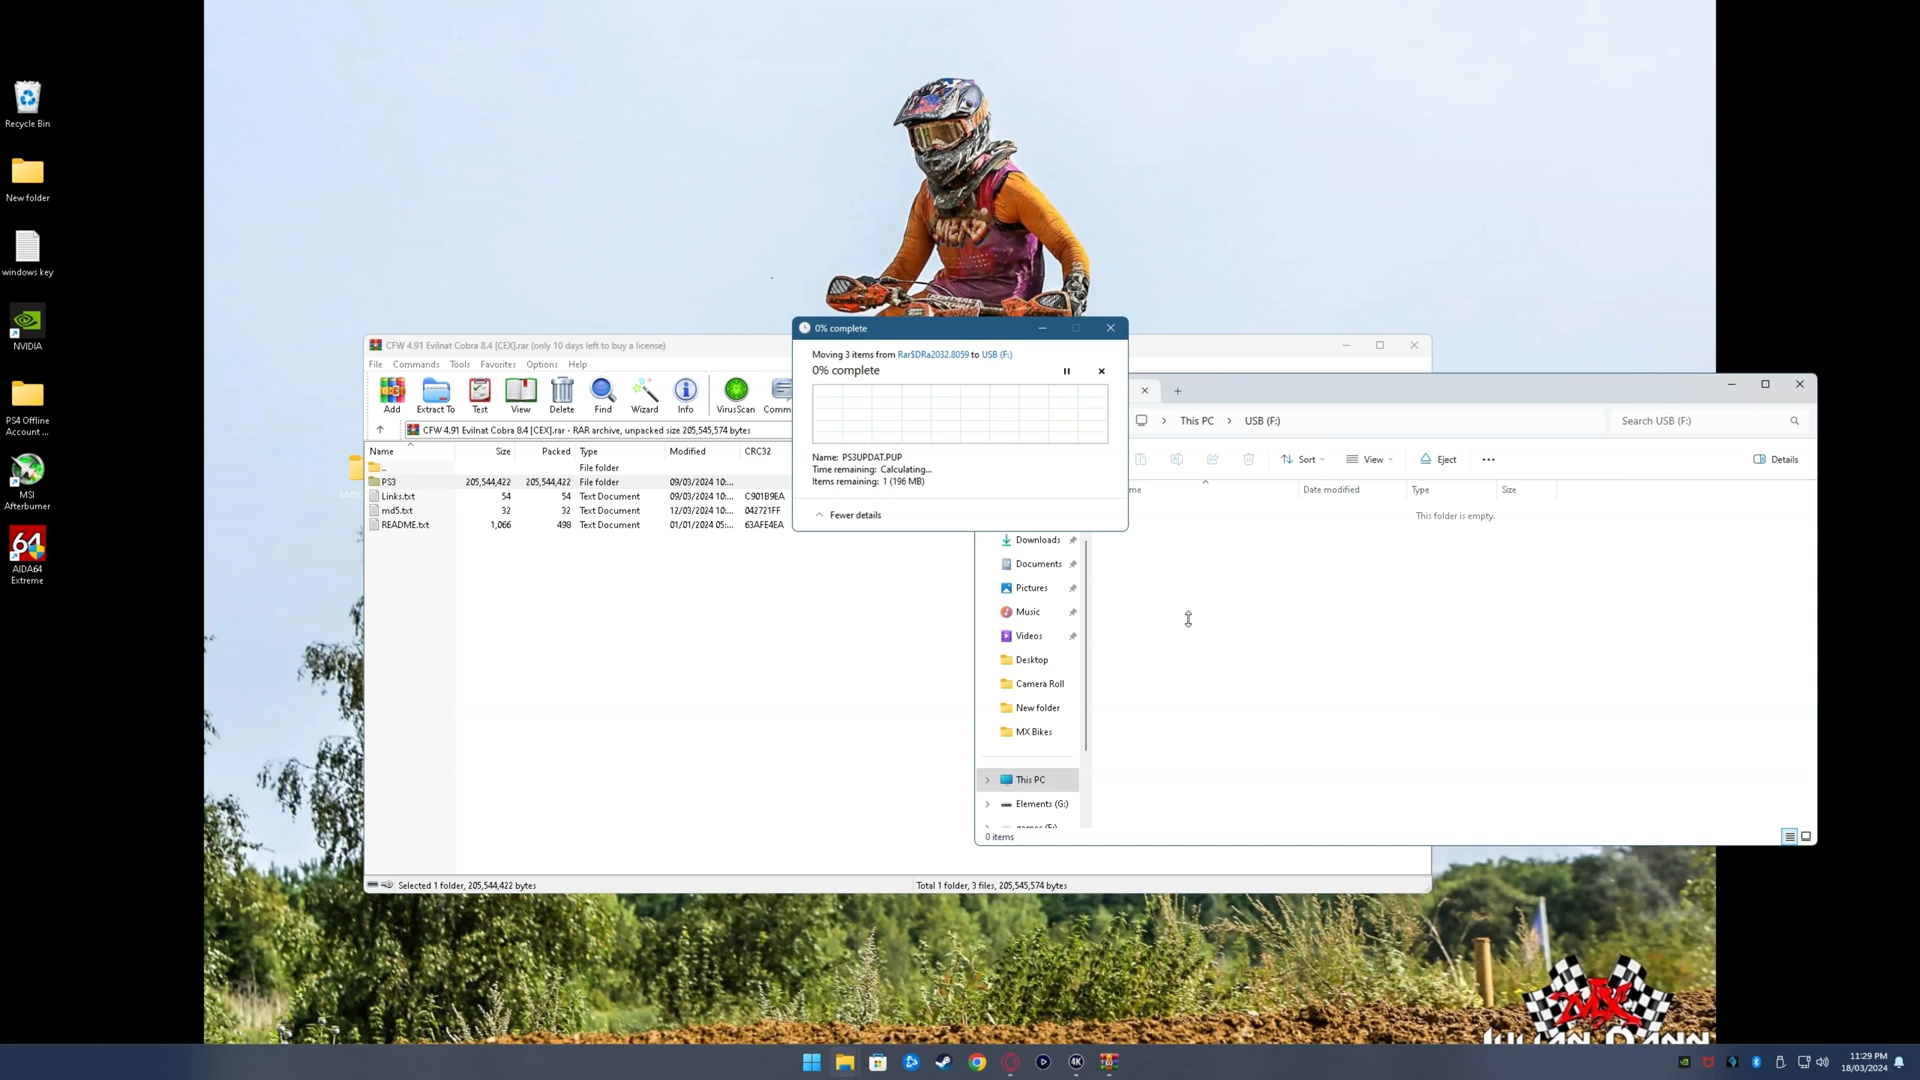 Recycle Bin
New folder
windows key
NVIDIA
PS4 Offline
Account ...
MSI
Afterburner
64
AIDA64
Extreme
CFW 4.91 Evilnat Cobra 8.4 [CEX].rar (only 10 days left to buy a license)
File Commands Tools Favorites Options Help
Add Extract To Test View Delete Find Wizard Info VirusScan Comm
CFW 4.91 Evilnat Cobra 8.4 [CEX].rar - RAR archive, unpacked size 205,545,574 bytes
Name Size Packed Type Modified CRC32
.. File folder
PS3 205,544,422 205,544,422 File folder 09/03/2024 10:...
Links.txt 54 54 Text Document 09/03/2024 10:... C901B9EA
md5.txt 32 32 Text Document 12/03/2024 10:... 042721FF
README.txt 1,066 498 Text Document 01/01/2024 05:... 63AFE4EA
Selected 1 folder, 205,544,422 bytes
Total 1 folder, 3 files, 205,545,574 bytes
0% complete
Moving 3 items from Rar$DRa2032.8059 to USB (F:)
0% complete
Name: PS3UPDAT.PUP
Time remaining: Calculating...
Items remaining: 1 (196 MB)
Fewer details
This PC > USB (F:)
Search USB (F:)
Sort View Eject ... Details
me Date modified Type Size
This folder is empty.
Downloads
Documents
Pictures
Music
Videos
Desktop
Camera Roll
New folder
MX Bikes
This PC
Elements (G:)
0 items
MX
JULIAN DANN
4K
11:29 PM
18/03/2024